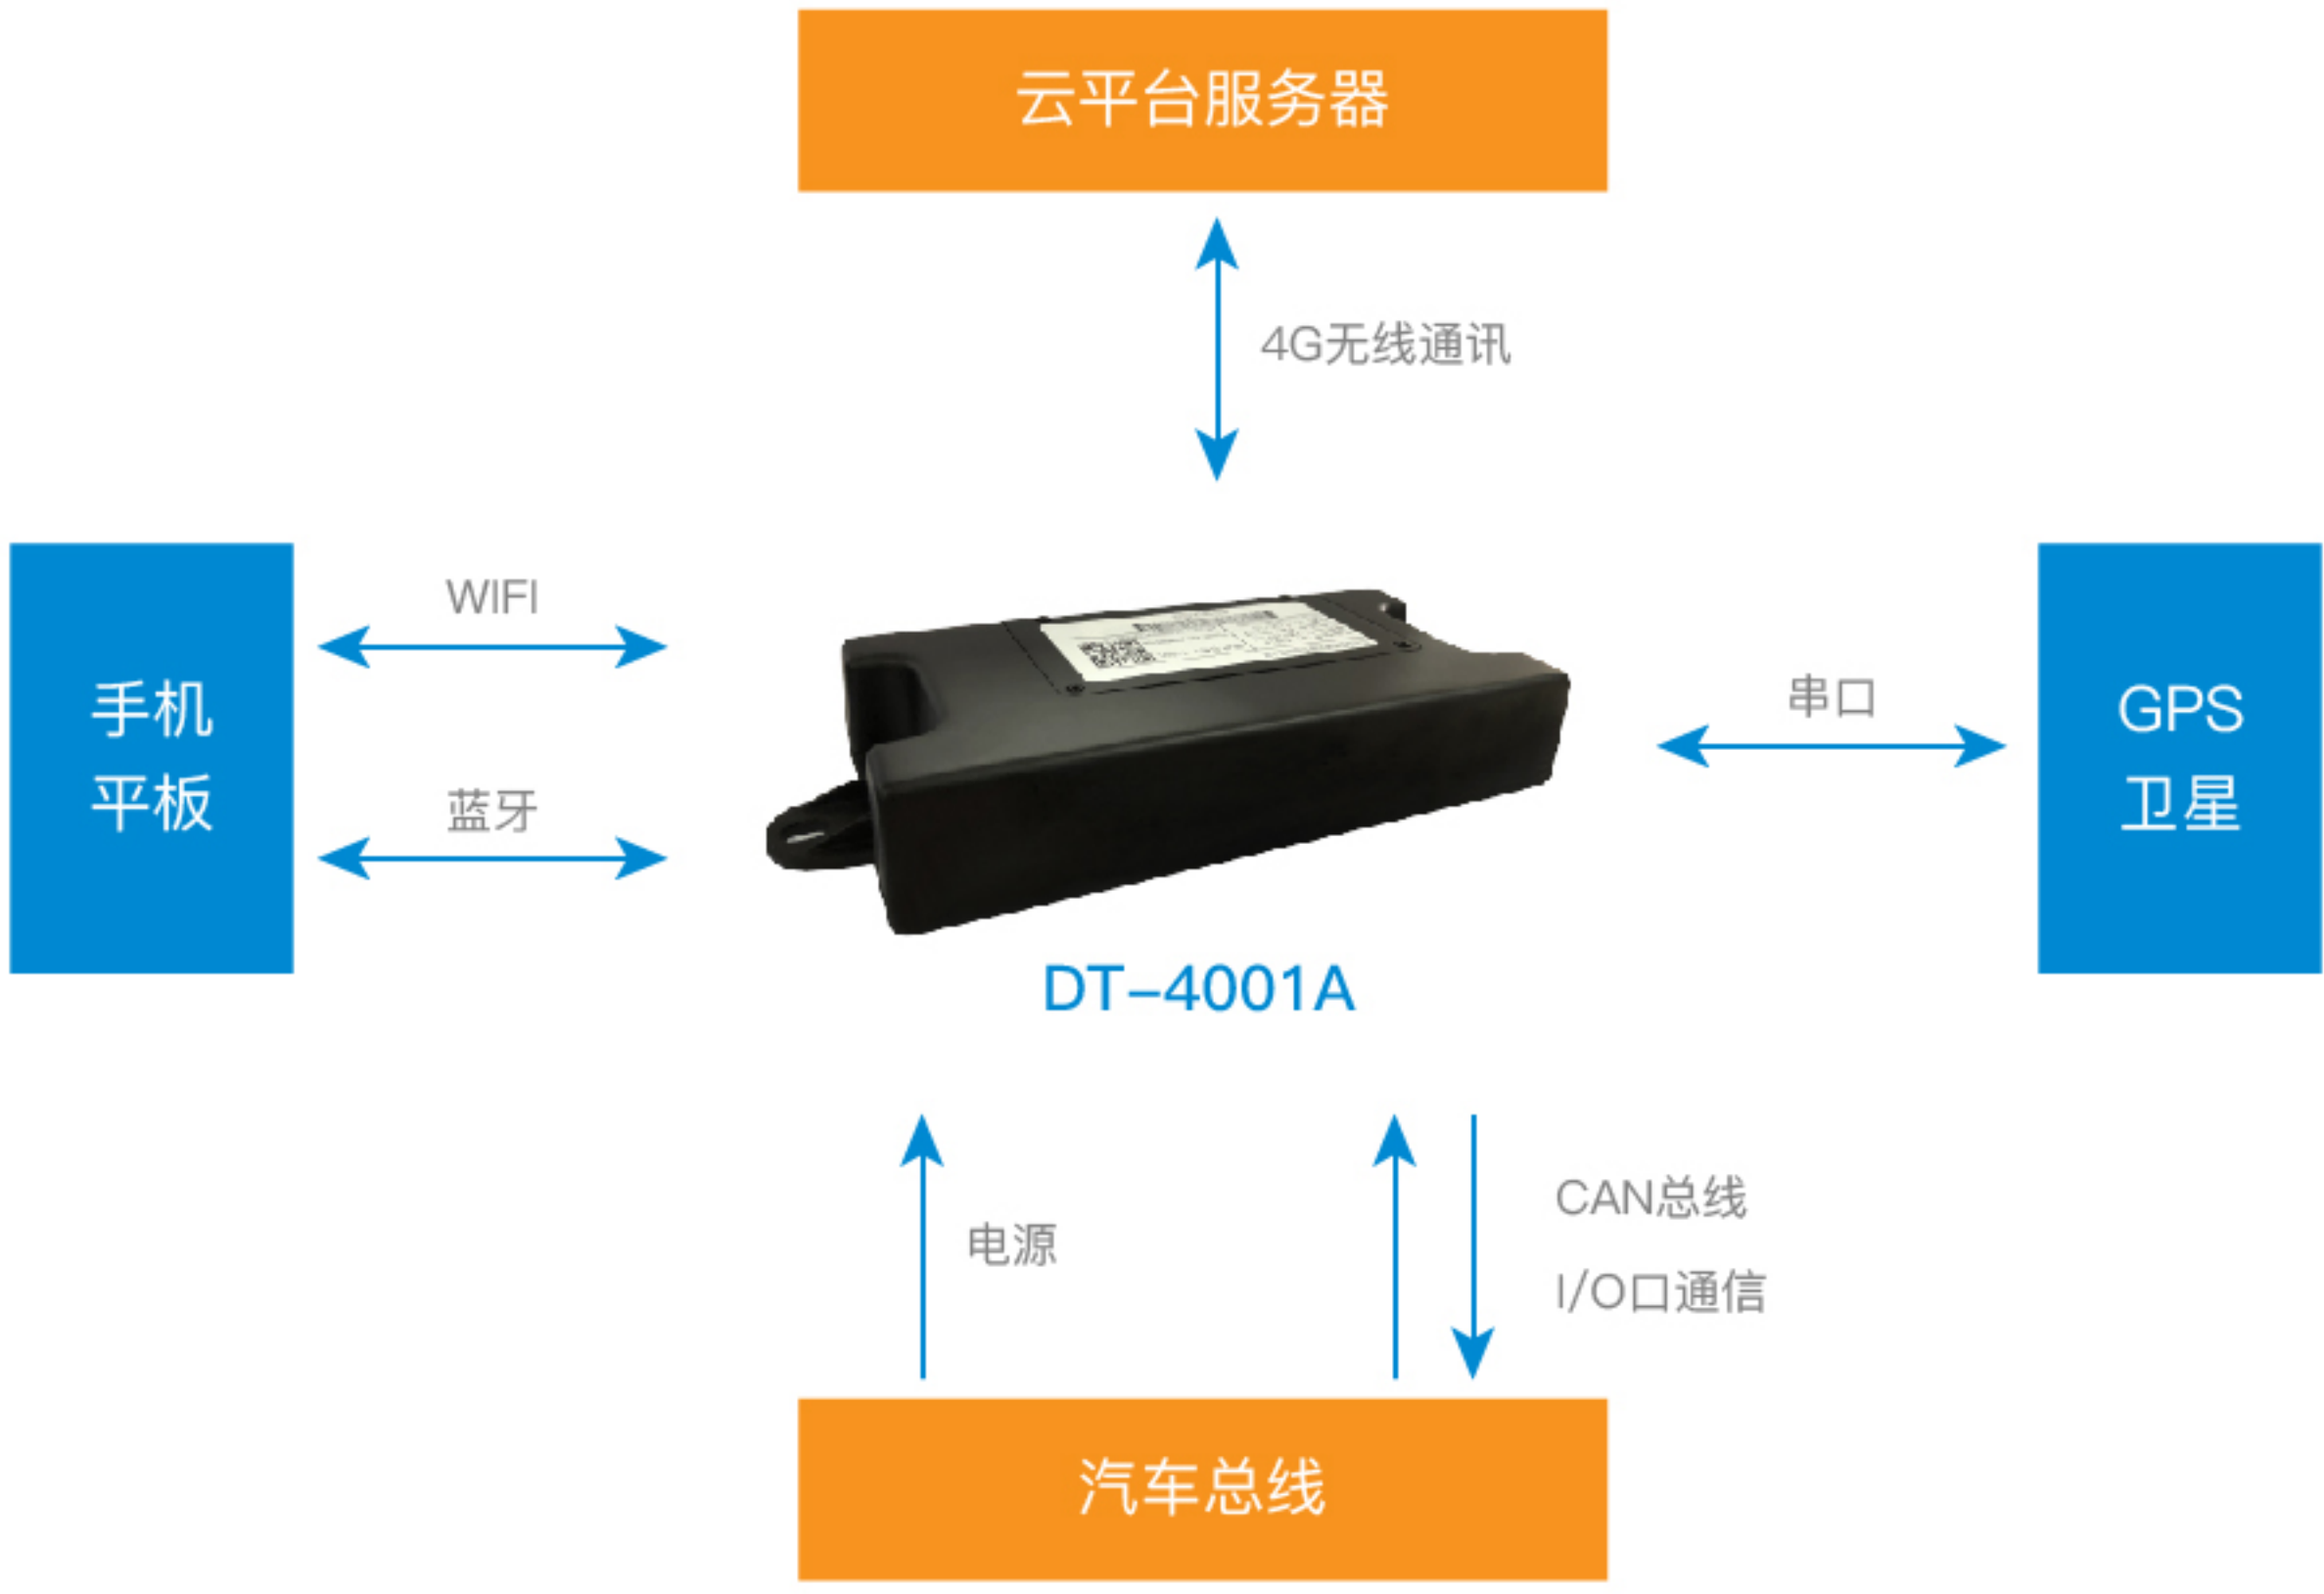 云平台服务器
4G无线通讯
WIFI
手机
平板
蓝牙
串口
GPS
卫星
DT-4001A
电源
CAN总线
I/O口通信
汽车总线